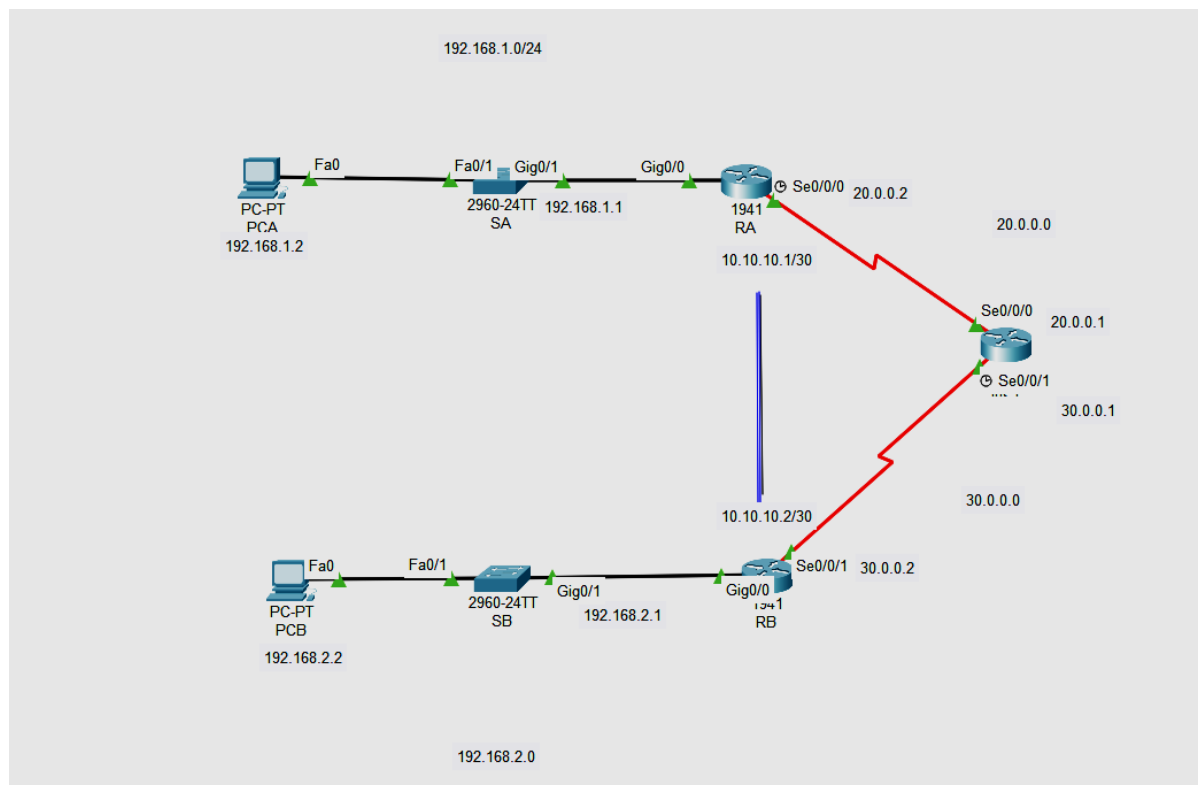 192.168.1.0/24
Fa0
Fa0/1
Gig0/1
Gig0/0
Se0/0/0
20.0.0.2
PC-PT
PCA
192.168.1.2
2960-24TT
SA
192.168.1.1
1941
RA
20.0.0.0
10.10.10.1/30
Se0/0/0
20.0.0.1
Se0/0/1
30.0.0.1
30.0.0.0
10.10.10.2/30
Fa0
Fa0/1
Gig0/1
Gig0/0
Se0/0/1
30.0.0.2
PC-PT
PCB
192.168.2.2
2960-24TT
SB
192.168.2.1
1941
RB
192.168.2.0